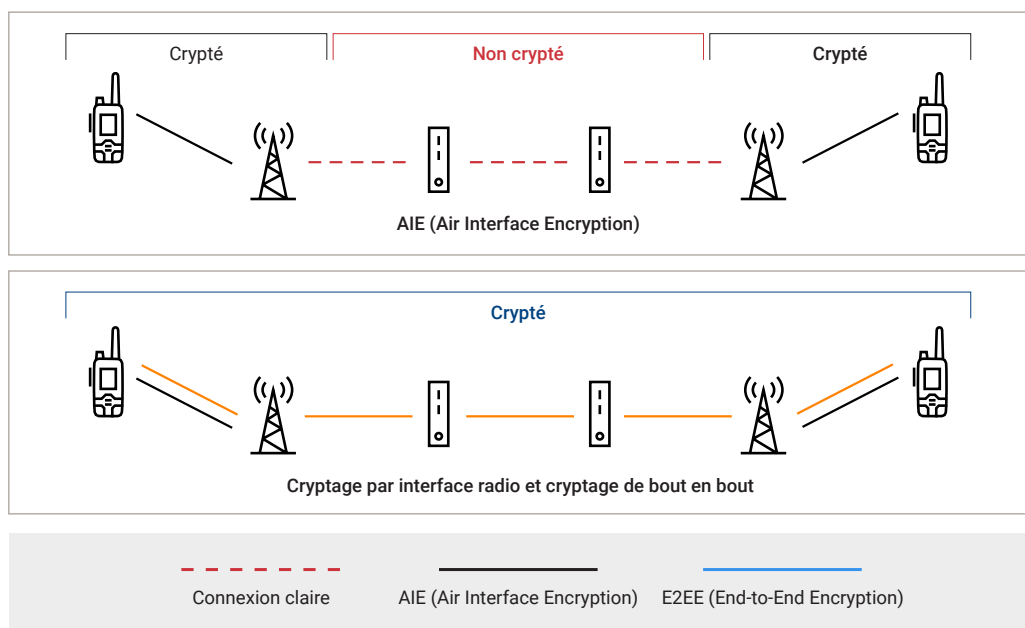 Crypté
Non crypté
Crypté
AIE (Air Interface Encryption)
Crypté
Cryptage par interface radio et cryptage de bout en bout
Connexion claire
AIE (Air Interface Encryption)
E2EE (End-to-End Encryption)